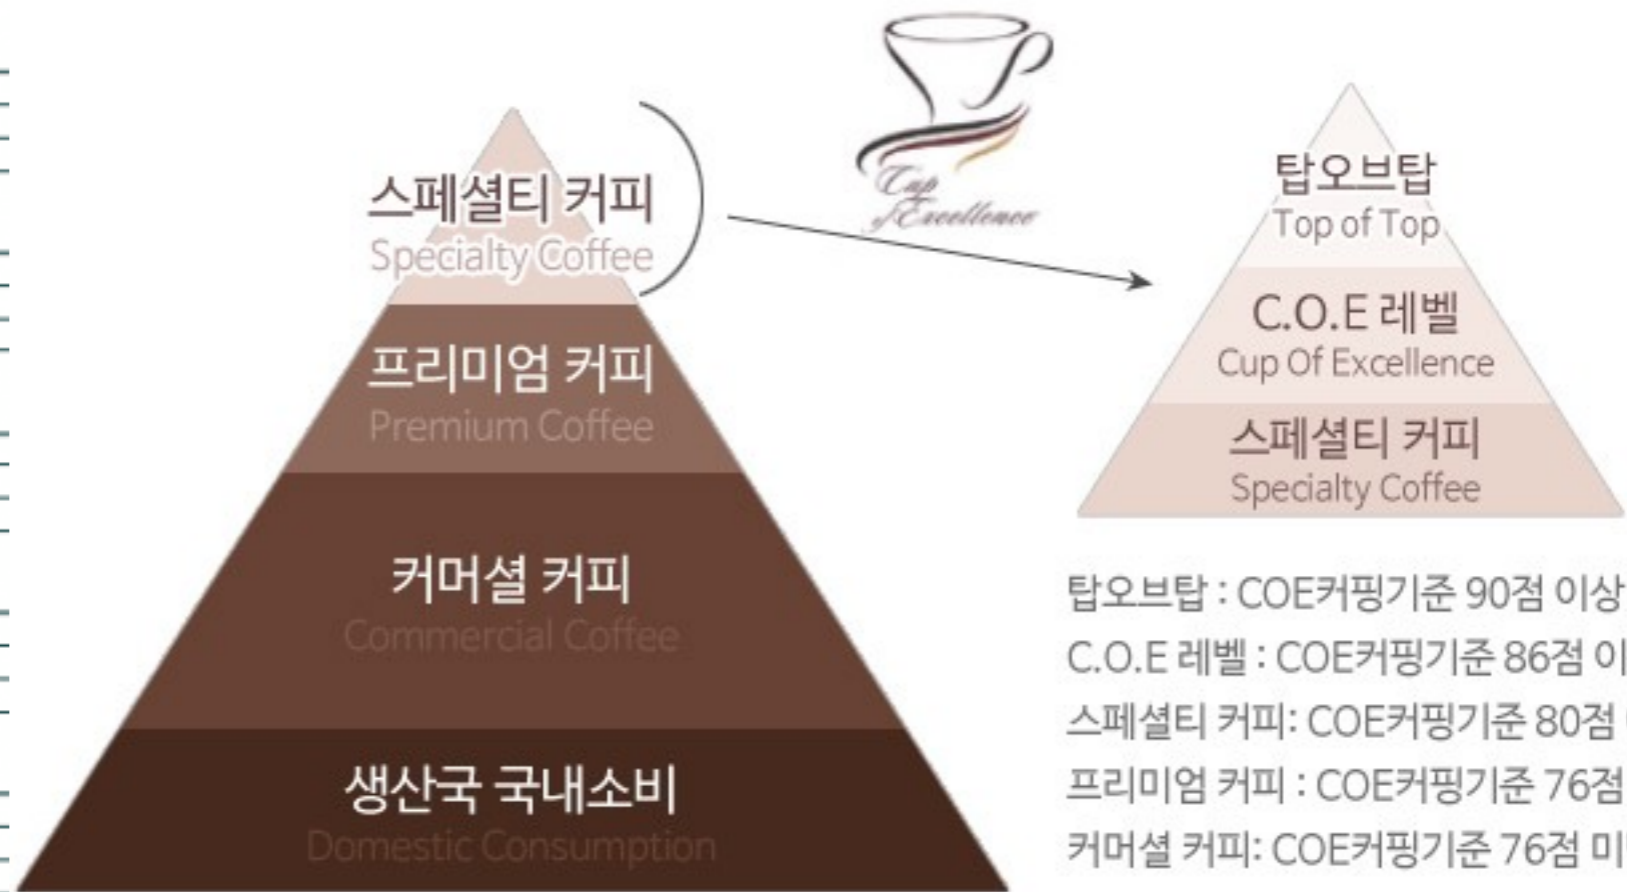 스페셜티 커피
Specialty Coffee
프리미엄 커피
Premium Coffee
커머셜 커피
Commercial Coffee
생산국 국내소비
Domestic Consumption
Cup
of Excellence
탑오브탑
Top of Top
C.O.E 레벨
Cup Of Excellence
스페셜티 커피
Specialty Coffee
탑오브탑 : COE커핑기준 90점 이상
C.O.E 레벨 : COE커핑기준 86점 이
스페셜티 커피: COE커핑기준 80점
프리미엄 커피 : COE커핑기준 76점
커머셜 커피: COE커핑기준 76점 미